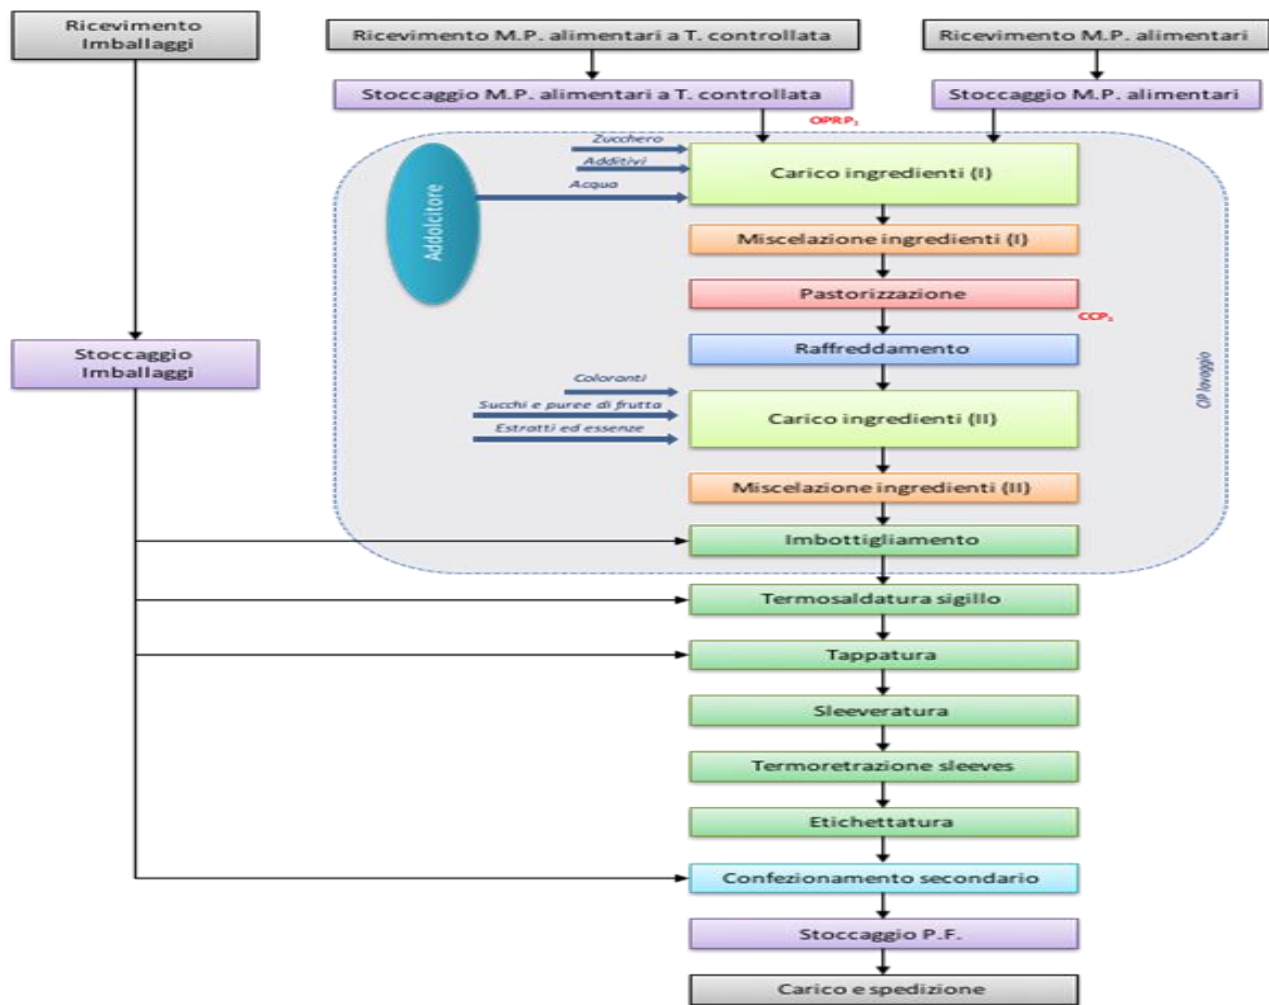 Ricevimento
Imballaggi
Ricevimento M.P. alimentari a T. controllata
Ricevimento M.P. alimentari
Stoccaggio M.P. alimentari a T. controllata
Stoccaggio M.P. alimentari
OPRP₁
Zucchero
Additivi
Acqua
Addolcitore
Carico ingredienti (I)
Miscelazione ingredienti (I)
Pastorizzazione
CCP₁
Stoccaggio
Imballaggi
Raffreddamento
CIP lavaggio
Coloranti
Succhi e puree di frutta
Estratti ed essenze
Carico ingredienti (II)
Miscelazione ingredienti (II)
Imbottigliamento
Termosaldatura sigillo
Tappatura
Sleeveratura
Termoretrazione sleeves
Etichettatura
Confezionamento secondario
Stoccaggio P.F.
Carico e spedizione